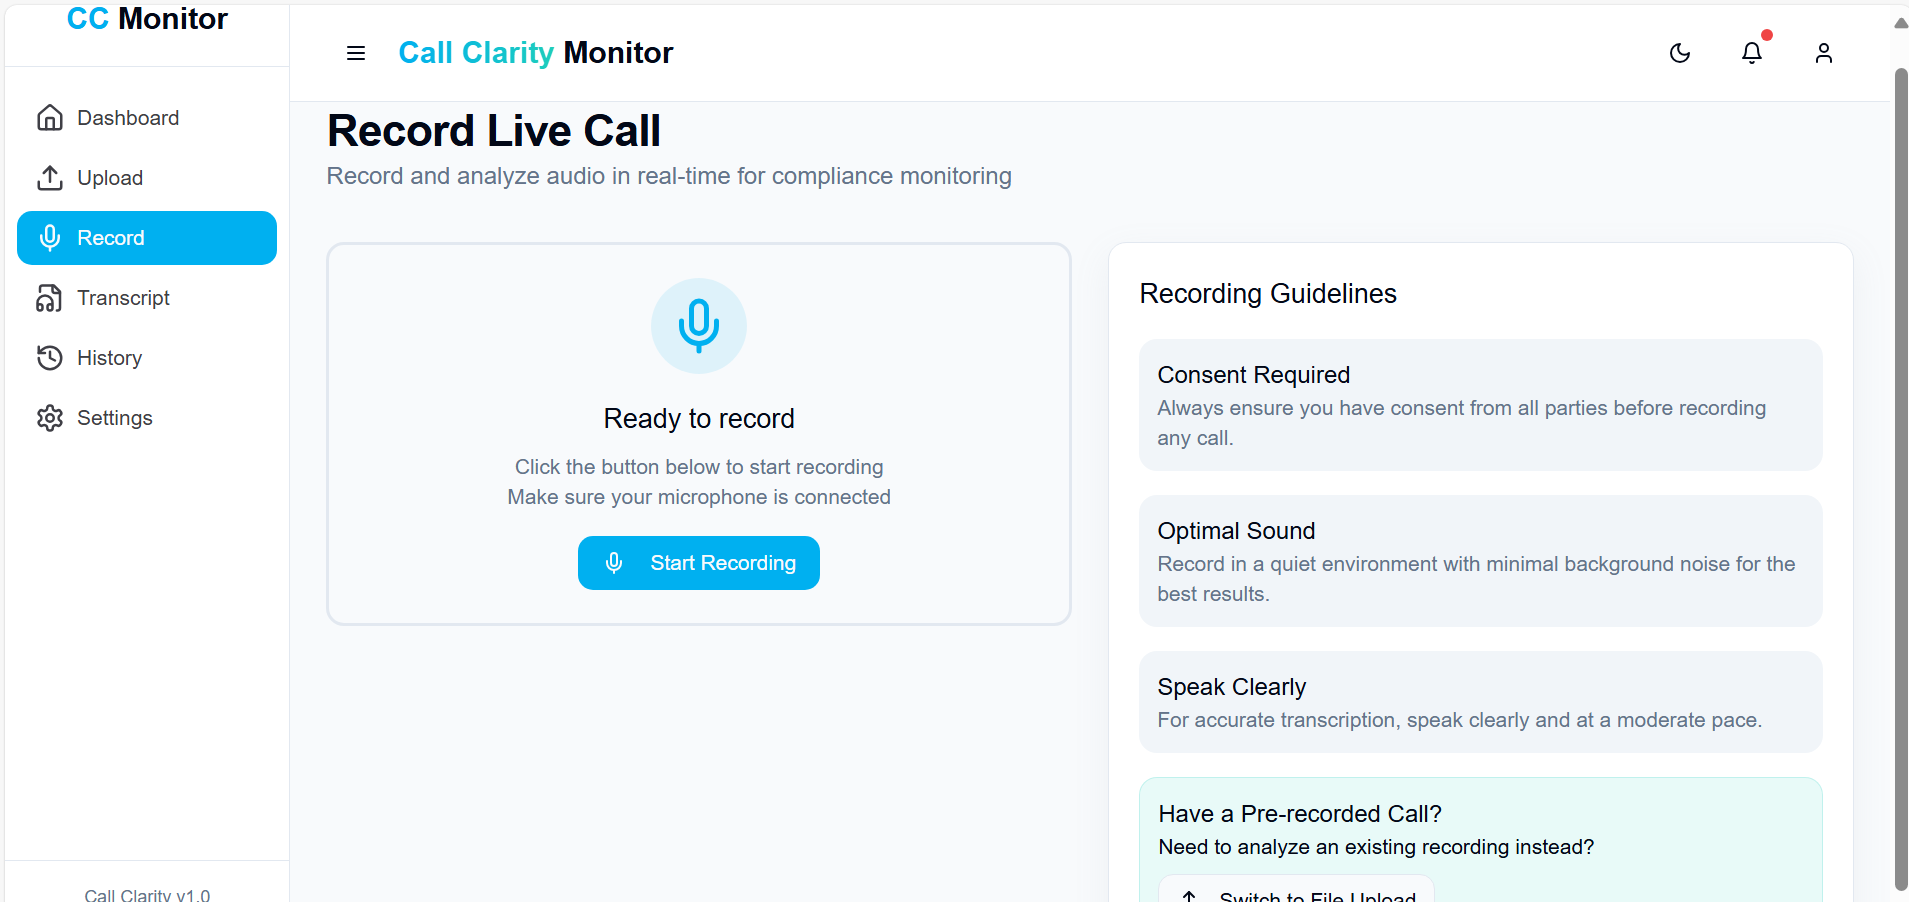 CC Monitor
Dashboard
Upload
Record
Transcript
History
Settings
Call Clarity v1.0
Call Clarity Monitor
Record Live Call
Record and analyze audio in real-time for compliance monitoring
Ready to record
Click the button below to start recording
Make sure your microphone is connected
Start Recording
Recording Guidelines
Consent Required
Always ensure you have consent from all parties before recording
any call.
Optimal Sound
Record in a quiet environment with minimal background noise for the
best results.
Speak Clearly
For accurate transcription, speak clearly and at a moderate pace.
Have a Pre-recorded Call?
Need to analyze an existing recording instead?
Switch to File Upload